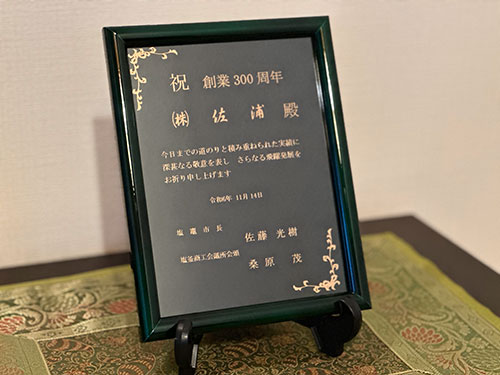 祝 創業300周年
㈱ 佐浦 殿
今日までの道のりと積み重ねられた実績に
深甚なる敬意を表し さらなる飛躍発展を
お祈り申し上げます
令和6年 11月14日
塩竈市長 佐藤光樹
塩釜商工会議所会頭 桑原茂